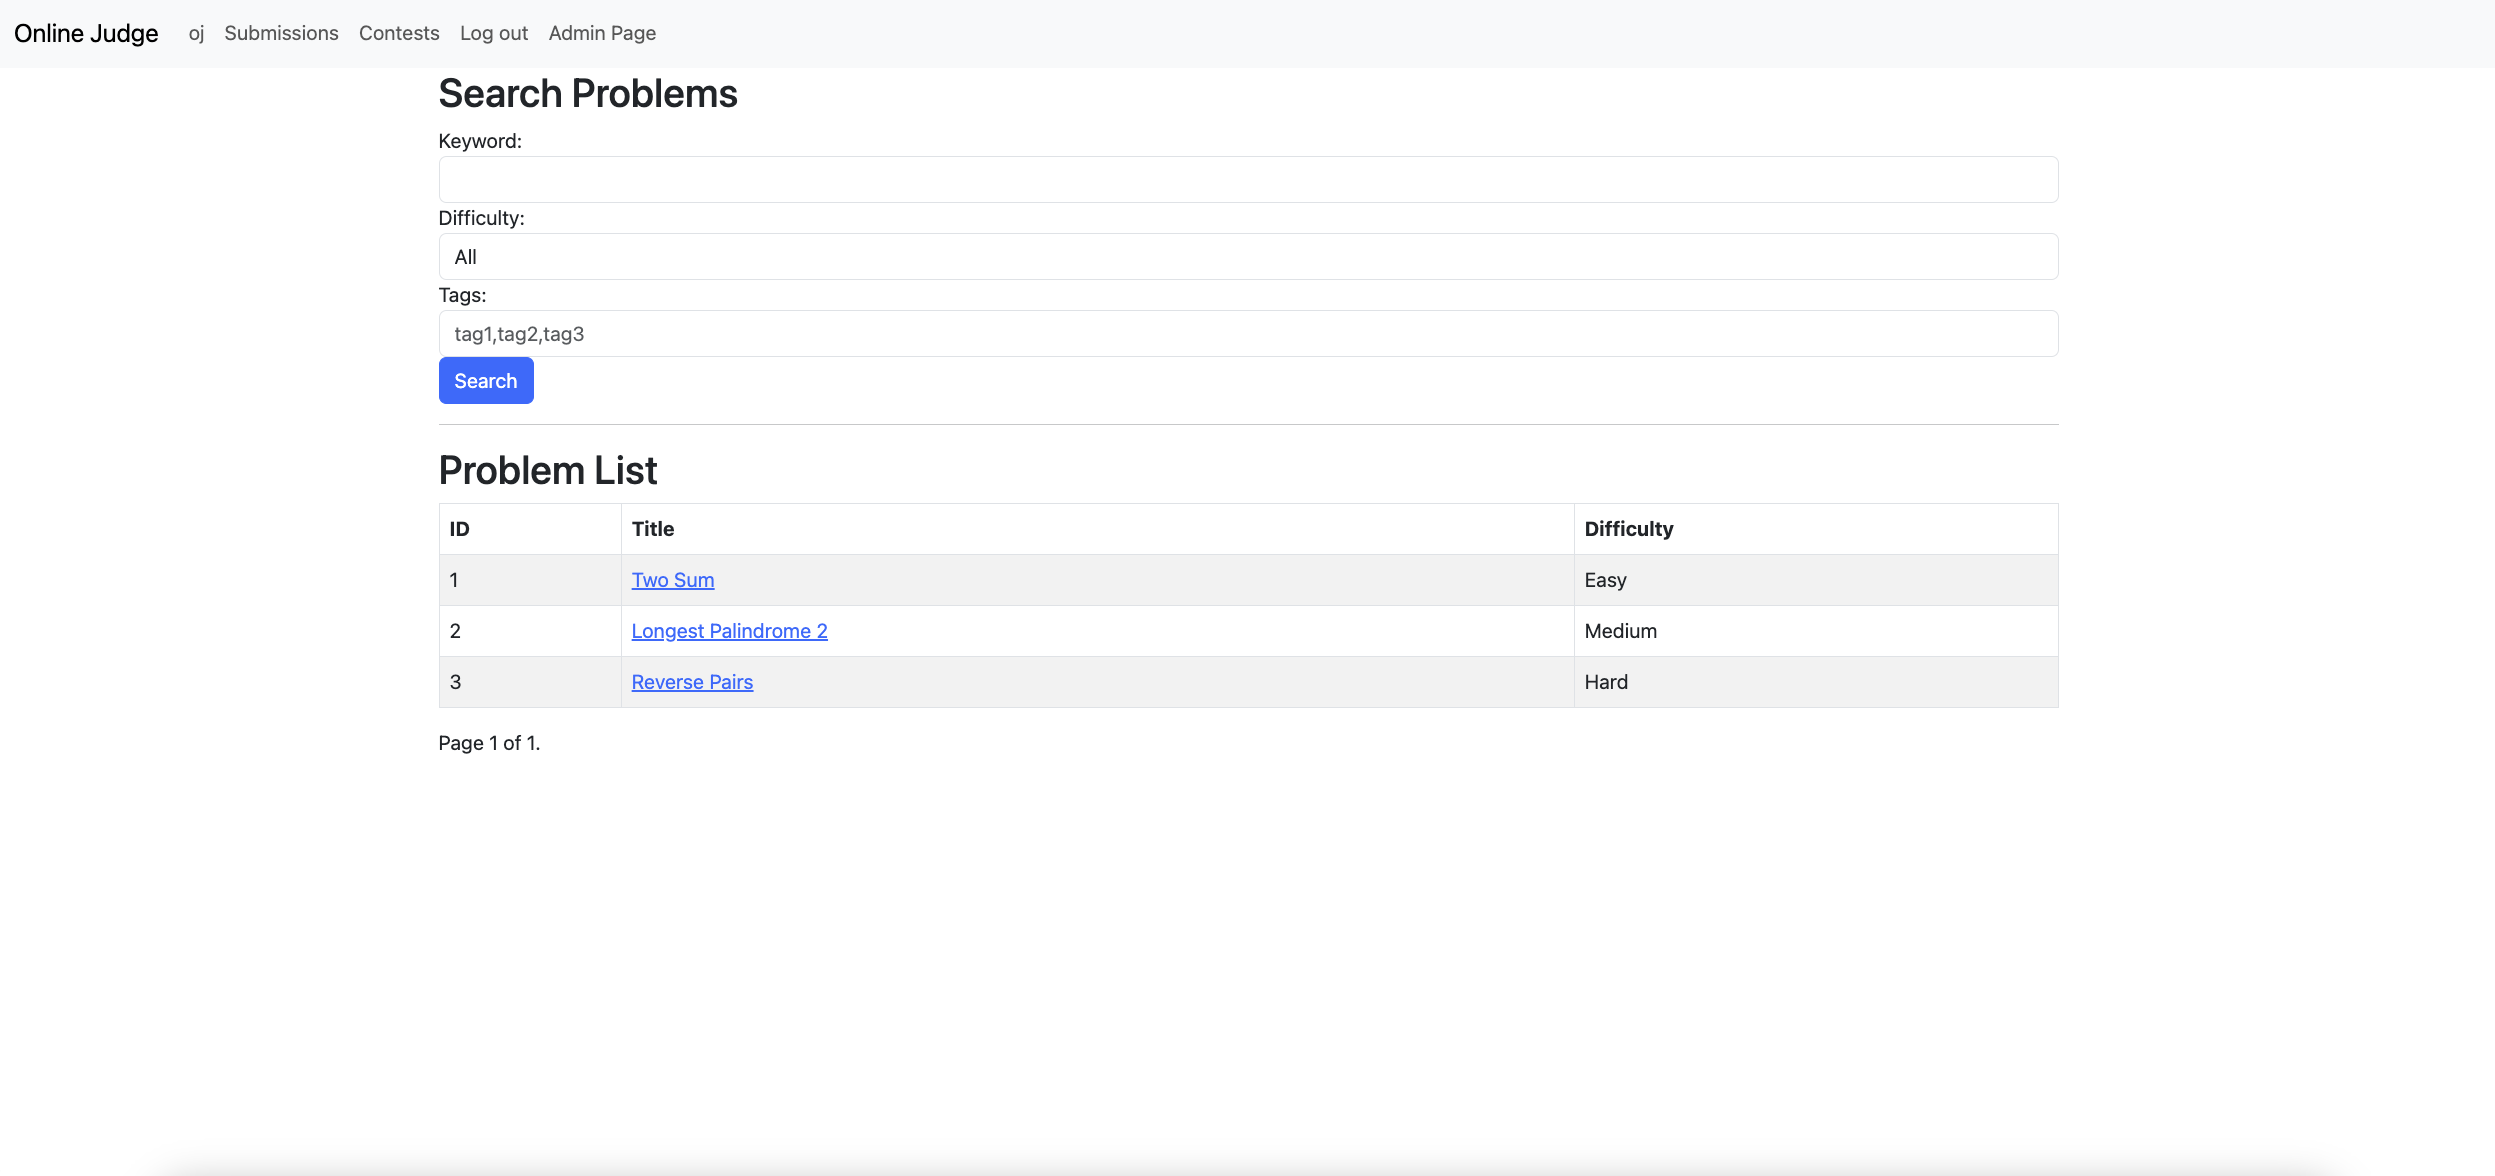 Online Judge oj Submissions Contests Log out Admin Page
Search Problems
Keyword:
Difficulty:
All
Tags:
tag1,tag2,tag3
Search
Problem List
ID Title Difficulty
1 Two Sum Easy
2 Longest Palindrome 2 Medium
3 Reverse Pairs Hard
Page 1 of 1.